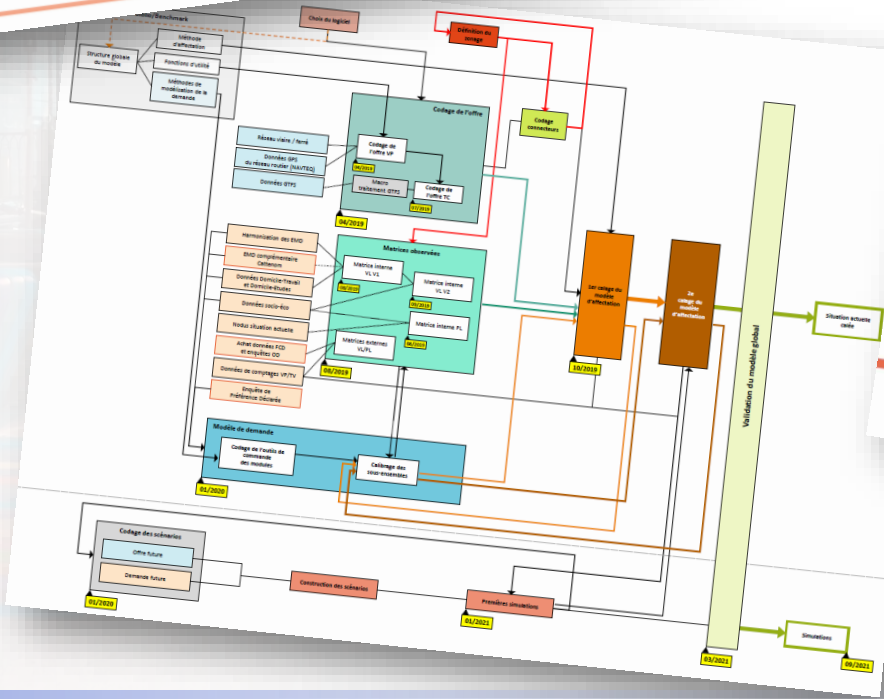 /Benchmark
Choix du logiciel
Définition du
zonage
Méthode
d'affectation
Structure globale
du modèle
Fonctions d'utilité
Méthodes de
modélisation de la
demande
Codage de l'offre
Codage
connecteurs
Réseau viaire / ferré
Codage de
l'offre VP
Données GPS
du réseau routier (NAVTEQ)
Données GTFS
Macro
traitement GTFS
Codage de
l'offre TC
07/2019
04/2019
Harmonisation des EMD
EMD complémentaire
Cattenom
Données Domicile-Travail
et Domicile-études
Données socio-éco
Nodus situation actuelle
Achat données FCD
et enquêtes OD
Données de comptages VP/TV
Enquête de
Préférence Déclarée
Matrices observées
Matrice interne
VL V1
Matrice interne
VL V2
Matrice interne PL
Matrices externes
VL/PL
08/2019
1er calage du
modèle
d'affectation
10/2019
2e
calage du
modèle
d'affectation
Validation du modèle global
Situation actuelle
calée
Modèle de demande
Codage de l'outils de
commande
des modules
Calibrage des
sous-ensembles
01/2020
Codage des scénarios
Offre future
Demande future
01/2020
Construction des scénarios
Premières simulations
01/2021
03/2021
Simulations
09/2021